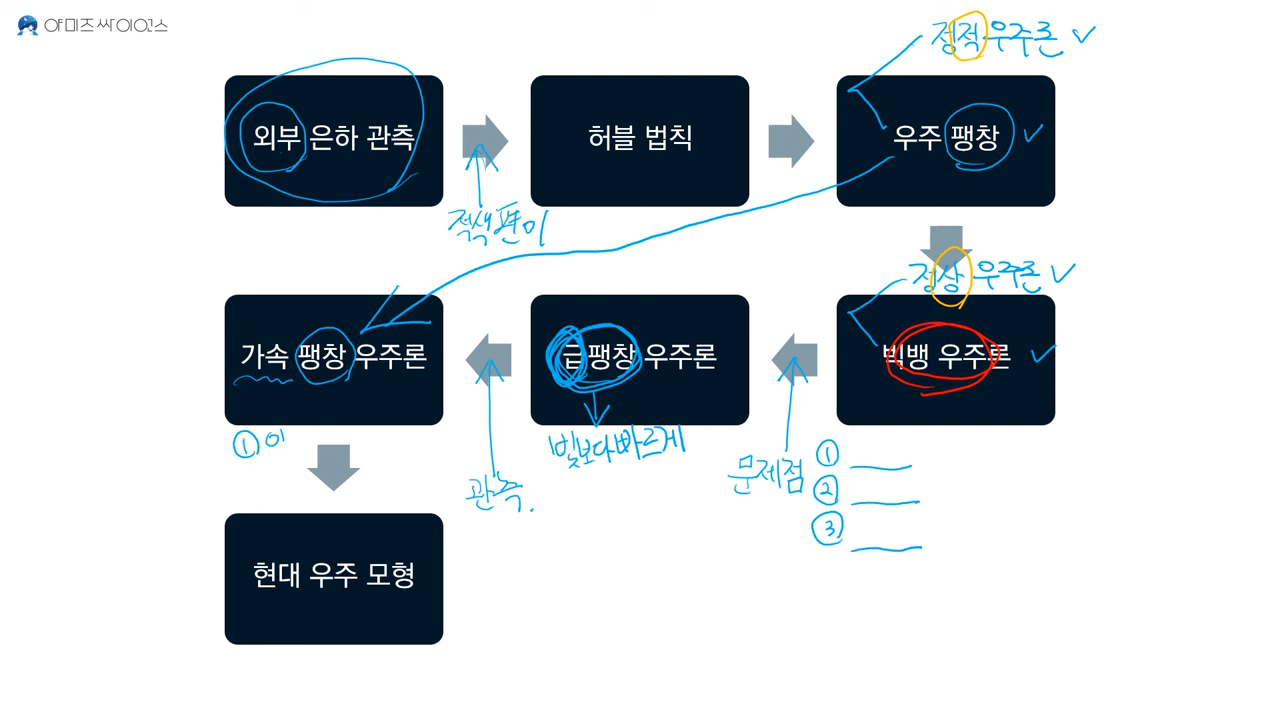 야미즈 싸이언스
정적 우주론
외부 은하 관측
허블 법칙
우주 팽창
적색편이
정상 우주론
가속 팽창 우주론
급팽창 우주론
빅뱅 우주론
① 이
빛보다 빠르게
문제점
①
②
③
관측.
현대 우주 모형